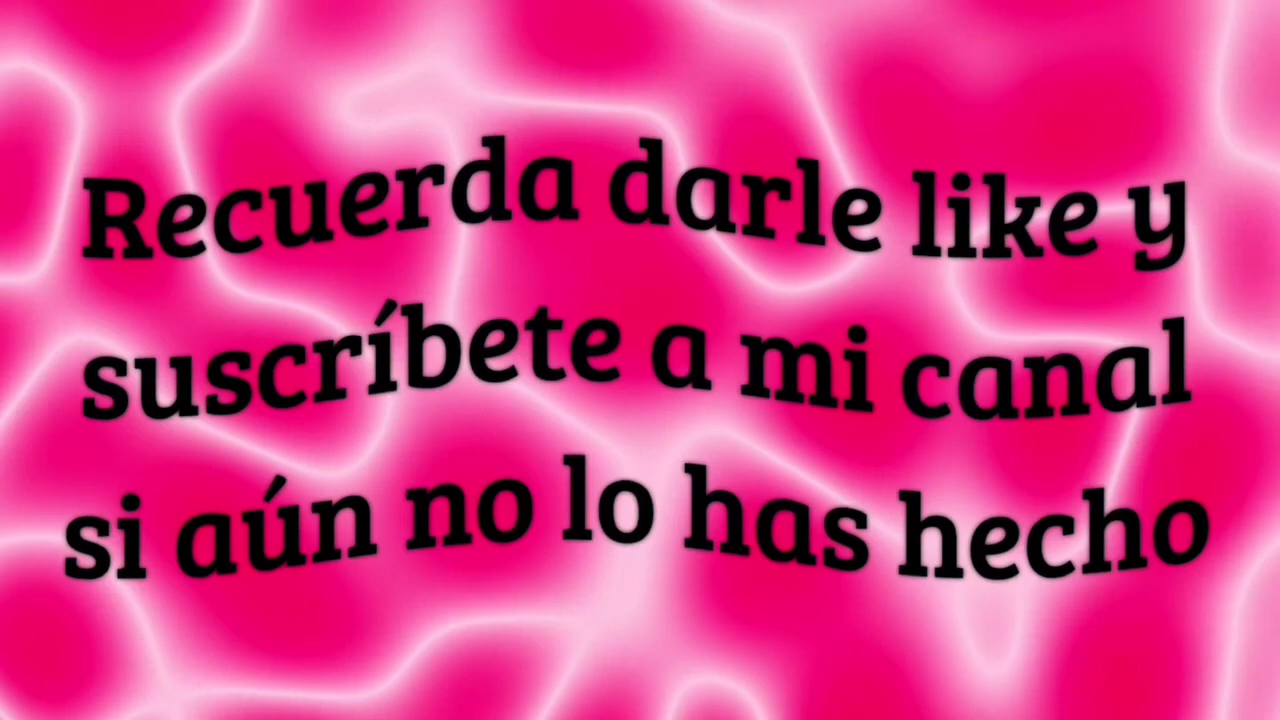 Recuerda darle like y
suscríbete a mi canal
si aún no lo has hecho